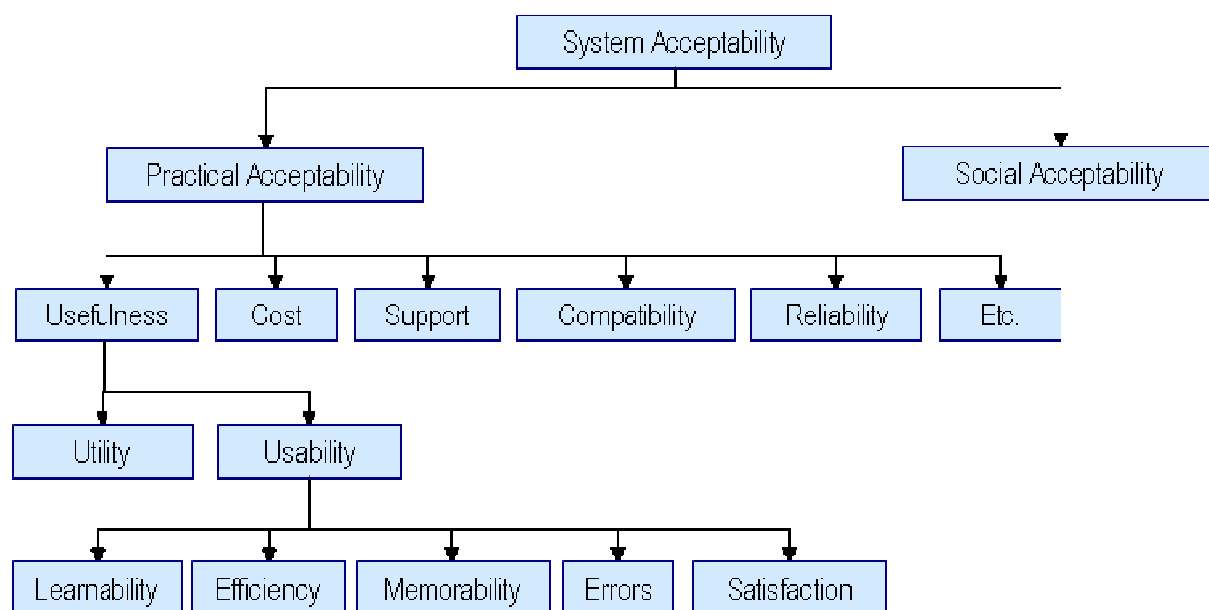 System Acceptability
Practical Acceptability
Social Acceptability
Usefulness
Cost
Support
Compatibility
Reliability
Etc.
Utility
Usability
Learnability
Efficiency
Memorability
Errors
Satisfaction